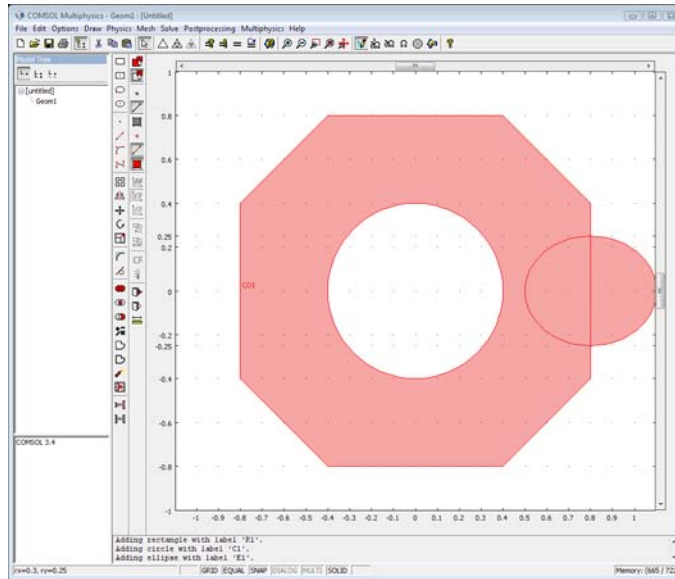 COMSOL Multiphysics - Geom1 : [Untitled]
File Edit Options Draw Physics Mesh Solve Postprocessing Multiphysics Help
Model Tree
[untitled]
Geom1
1
0.8
0.6
0.4
0.25
0.2
0
-0.2
-0.25
-0.4
-0.6
-0.8
-1
CO1
-1 -0.9 -0.8 -0.7 -0.6 -0.5 -0.4 -0.3 -0.2 -0.1 0 0.1 0.2 0.3 0.4 0.5 0.6 0.7 0.8 0.9 1
COMSOL 3.4
Adding rectangle with label 'R1'.
Adding circle with label 'C1'.
Adding ellipse with label 'E1'.
rx=0.3, ry=0.25 GRID EQUAL SNAP DIALOG MULTI SOLID Memory: (665 / 722